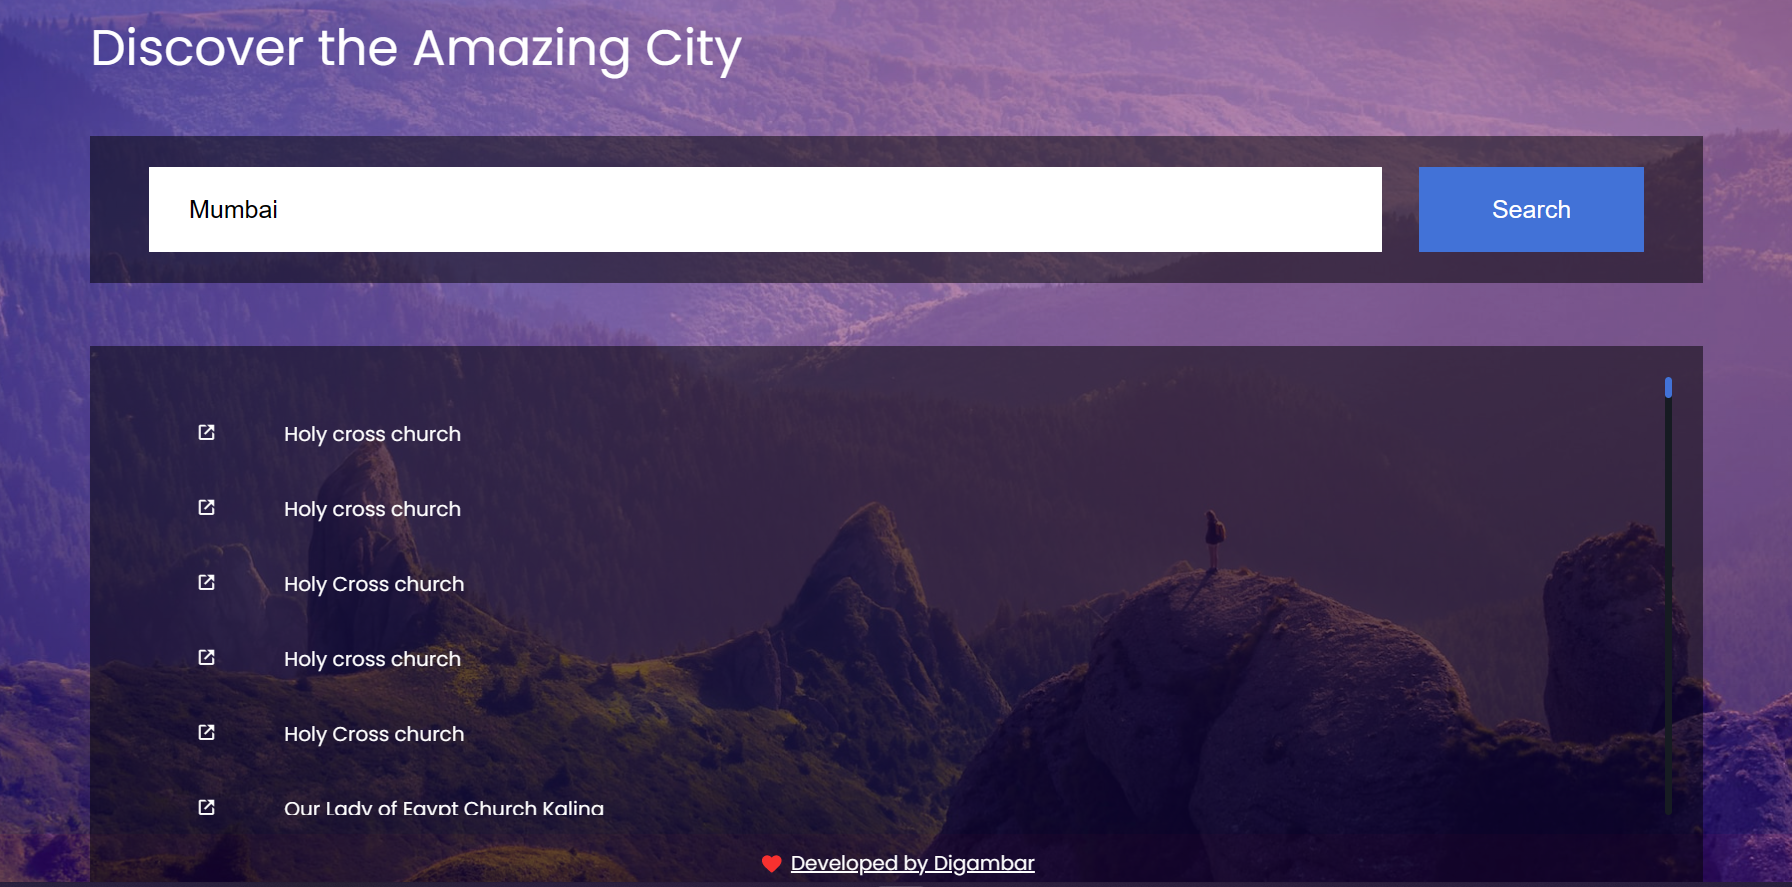 Discover the Amazing City
Mumbai
Search
Holy cross church
Holy cross church
Holy Cross church
Holy cross church
Holy Cross church
Our Lady of Egypt Church Kalina
Developed by Digambar